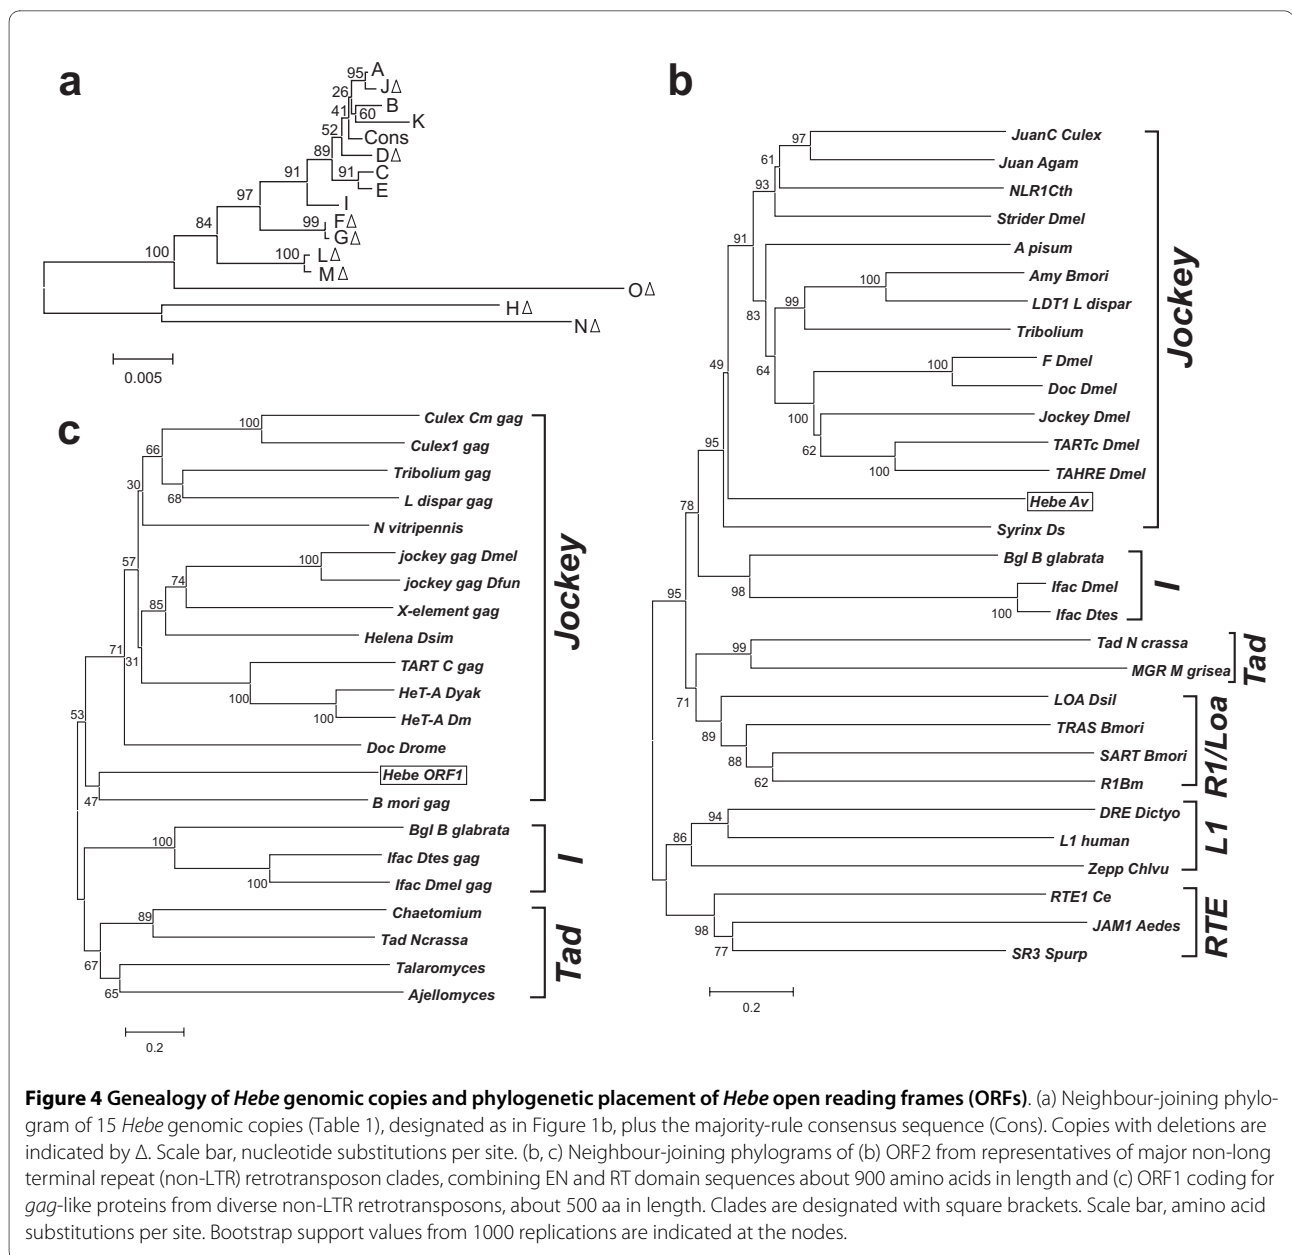 a
95
A
JΔ
26
B
41
60
K
52
Cons
89
DΔ
91
91
C
E
97
I
84
99
FΔ
GΔ
100
100
LΔ
MΔ
OΔ
HΔ
NΔ
0.005
b
97
JuanC Culex
61
Juan Agam
93
NLR1Cth
Strider Dmel
91
A pisum
100
Amy Bmori
99
LDT1 L dispar
83
Tribolium
49
64
100
F Dmel
Doc Dmel
100
Jockey Dmel
62
TARTc Dmel
95
100
TAHRE Dmel
Hebe Av
78
Syrinx Ds
Jockey
Bgl B glabrata
98
Ifac Dmel
95
100
Ifac Dtes
I
99
Tad N crassa
MGR M grisea
Tad
71
LOA Dsil
89
TRAS Bmori
88
SART Bmori
62
R1Bm
R1/Loa
94
DRE Dictyo
86
L1 human
Zepp Chlvu
L1
RTE1 Ce
98
JAM1 Aedes
77
SR3 Spurp
RTE
0.2
c
100
Culex Cm gag
66
Culex1 gag
Tribolium gag
30
68
L dispar gag
N vitripennis
57
100
jockey gag Dmel
74
jockey gag Dfun
85
X-element gag
Helena Dsim
71
31
TART C gag
100
HeT-A Dyak
100
HeT-A Dm
53
Doc Drome
Hebe ORF1
47
B mori gag
Jockey
100
Bgl B glabrata
Ifac Dtes gag
100
Ifac Dmel gag
I
89
Chaetomium
Tad Ncrassa
67
Talaromyces
65
Ajellomyces
Tad
0.2
Figure 4 Genealogy of Hebe genomic copies and phylogenetic placement of Hebe open reading frames (ORFs). (a) Neighbour-joining phylo-
gram of 15 Hebe genomic copies (Table 1), designated as in Figure 1b, plus the majority-rule consensus sequence (Cons). Copies with deletions are
indicated by Δ. Scale bar, nucleotide substitutions per site. (b, c) Neighbour-joining phylograms of (b) ORF2 from representatives of major non-long
terminal repeat (non-LTR) retrotransposon clades, combining EN and RT domain sequences about 900 amino acids in length and (c) ORF1 coding for
gag-like proteins from diverse non-LTR retrotransposons, about 500 aa in length. Clades are designated with square brackets. Scale bar, amino acid
substitutions per site. Bootstrap support values from 1000 replications are indicated at the nodes.